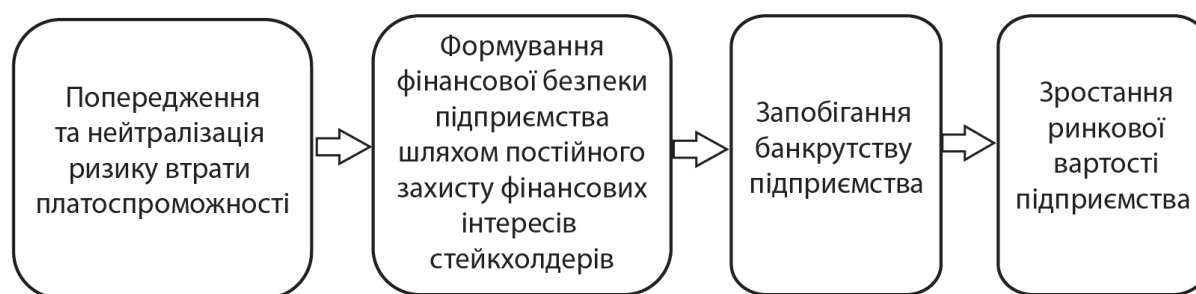 Попередження
та нейтралізація
ризику втрати
платоспроможності
Формування
фінансової безпеки
підприємства
шляхом постійного
захисту фінансових
інтересів
стейкхолдерів
Запобігання
банкрутству
підприємства
Зростання
ринкової
вартості
підприємства